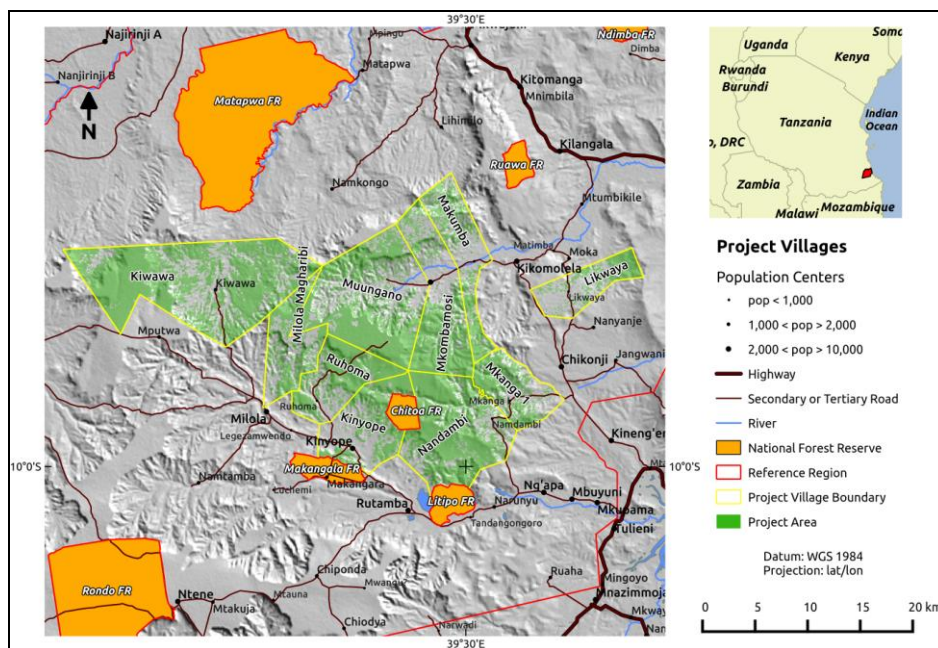 39°30'E
Najirinji A
Mpingu
Ndimba FR
Dimba
Matapwa
Nanjirinji B
Matapwa FR
Kitomanga
Mnimbila
N
Lihimilo
Kilangala
Ruawa FR
Namkongo
Mtumbikile
Makumba
Matimba
Moka
Kikomolela
Likwaya
Likwaya
Kiwawa
Kiwawa
Milola Magharibi
Muungano
Mkombamosi
Nanyanje
Mputwa
Ruhoma
Chikonji
Jangwani
Mkanga-1
Mkanga
Ruhoma
Chitoa FR
Milola
Kinyope
Nandambi
Namdambi
Legezamwendo
Kinyope
Kineng'e
10°0'S
10°0'S
Namtamba
Makangala FR
Luchemi
Makangara
Ng'apa
Mbuyuni
Rutamba
Litipo FR
Narunyu
Mkupama
Tandangongoro
Tulieni
Rondo FR
Chiponda
Ruaha
Mingoyo
Ntene
Mtauna
Mwangu
Mnazimmoja
Mtakuja
Mkwaya
Chiodya
Narwadi
39°30'E
Uganda
Kenya
Rwanda
Burundi
Tanzania
Indian
Ocean
o, DRC
Zambia
Malawi
Mozambique
Project Villages
Population Centers
pop < 1,000
1,000 < pop > 2,000
2,000 < pop > 10,000
Highway
Secondary or Tertiary Road
River
National Forest Reserve
Reference Region
Project Village Boundary
Project Area
Datum: WGS 1984
Projection: lat/lon
0 5 10 15 20 km